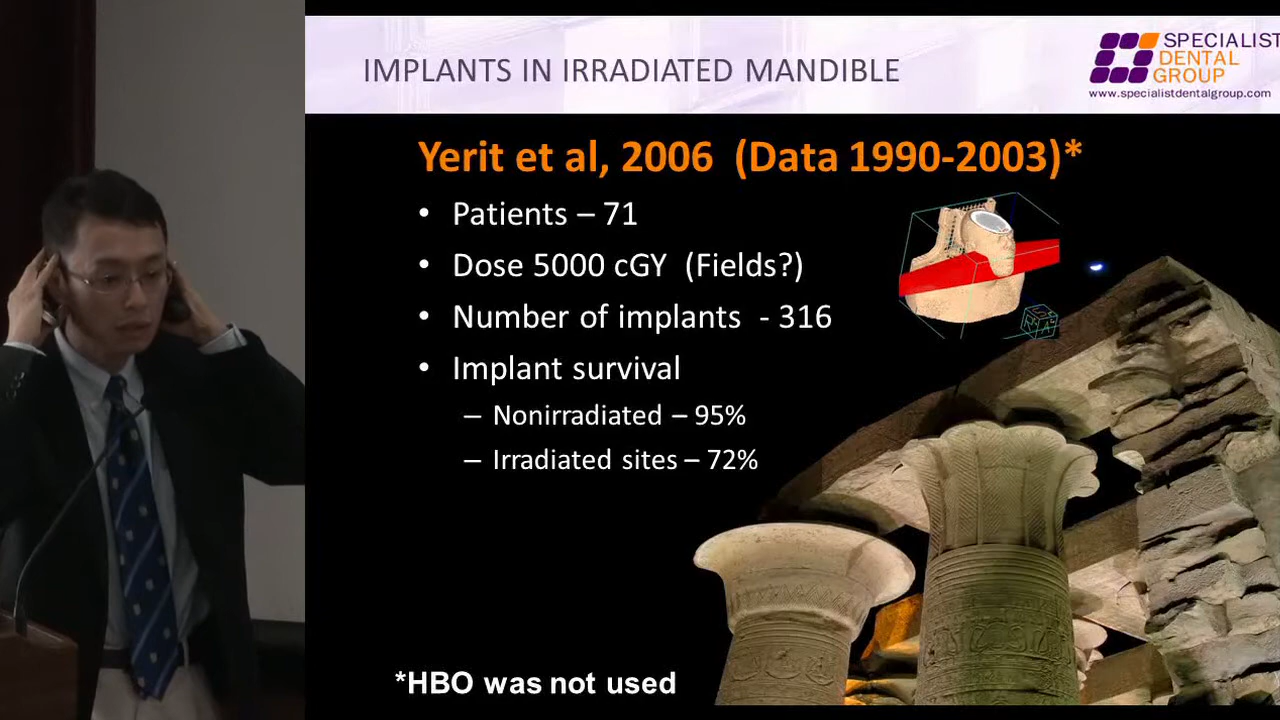 IMPLANTS IN IRRADIATED MANDIBLE
SPECIALIST
DENTAL
GROUP
www.specialistdentalgroup.com
Yerit et al, 2006 (Data 1990-2003)*
• Patients – 71
• Dose 5000 cGY (Fields?)
• Number of implants - 316
• Implant survival
– Nonirradiated – 95%
– Irradiated sites – 72%
*HBO was not used